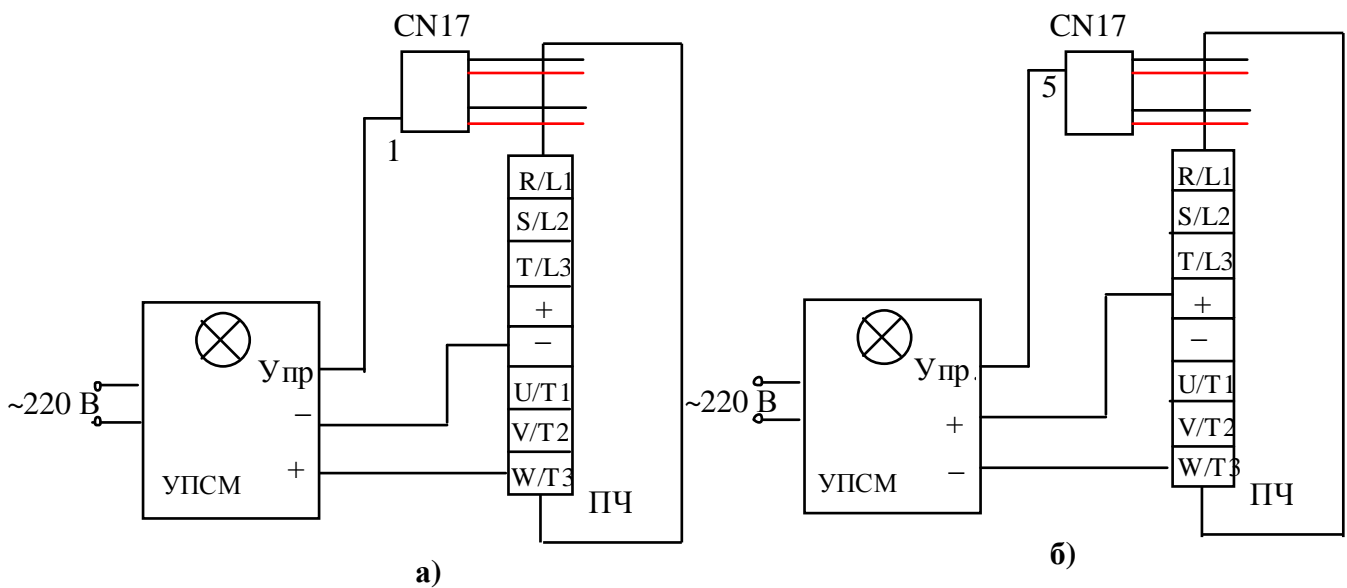 CN17
1
R/L1
S/L2
T/L3
+
−
U/T1
V/T2
W/T3
ПЧ
Упр
−
+
УПСМ
~220 В
а)
CN17
5
R/L1
S/L2
T/L3
+
−
U/T1
V/T2
W/T3
ПЧ
Упр.
+
−
УПСМ
~220 В
б)